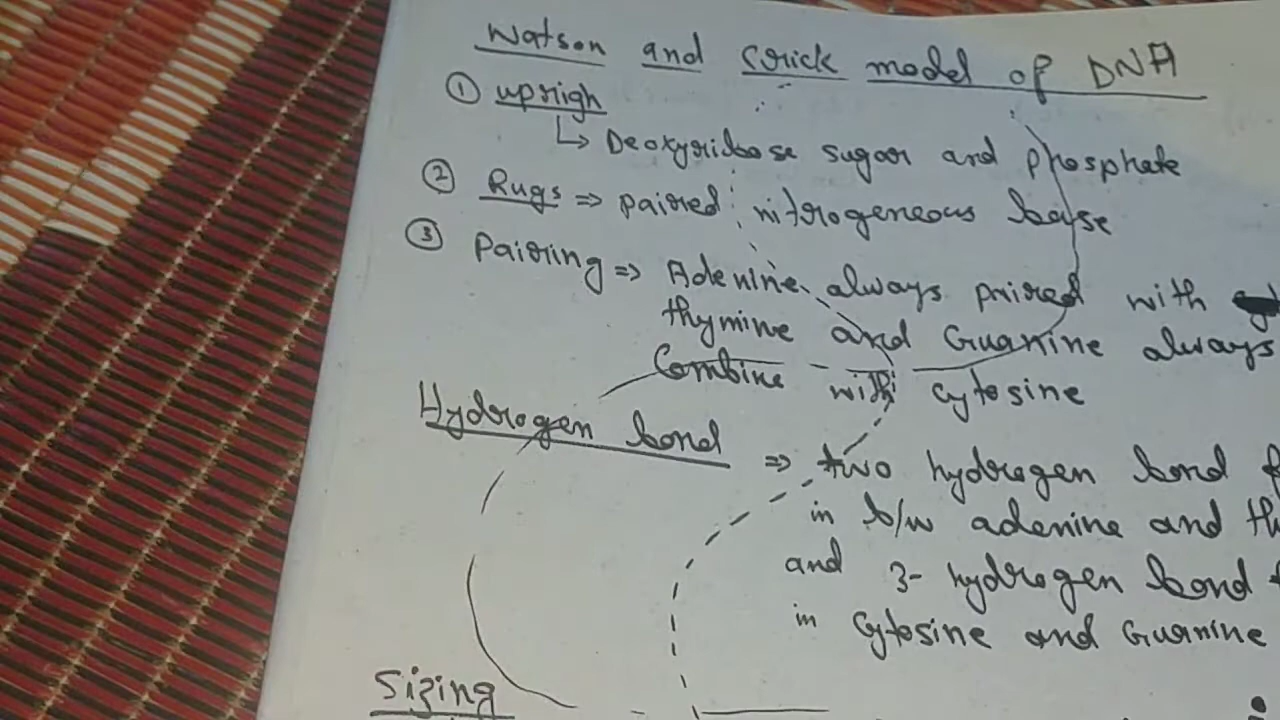 Watson and Crick model of DNA
① uprigh
↳ Deoxyribose sugar and phosphate
② Rugs ⇒ paired nitrogeneous base
③ Pairing ⇒ Adenine always prired with
thymine and Guanine always
Combine with cytosine
Hydrogen bond ⇒ two hydrogen bond
in b/w adenine and th
and 3- hydrogen bond
in Cytosine and Guanine
Sizing